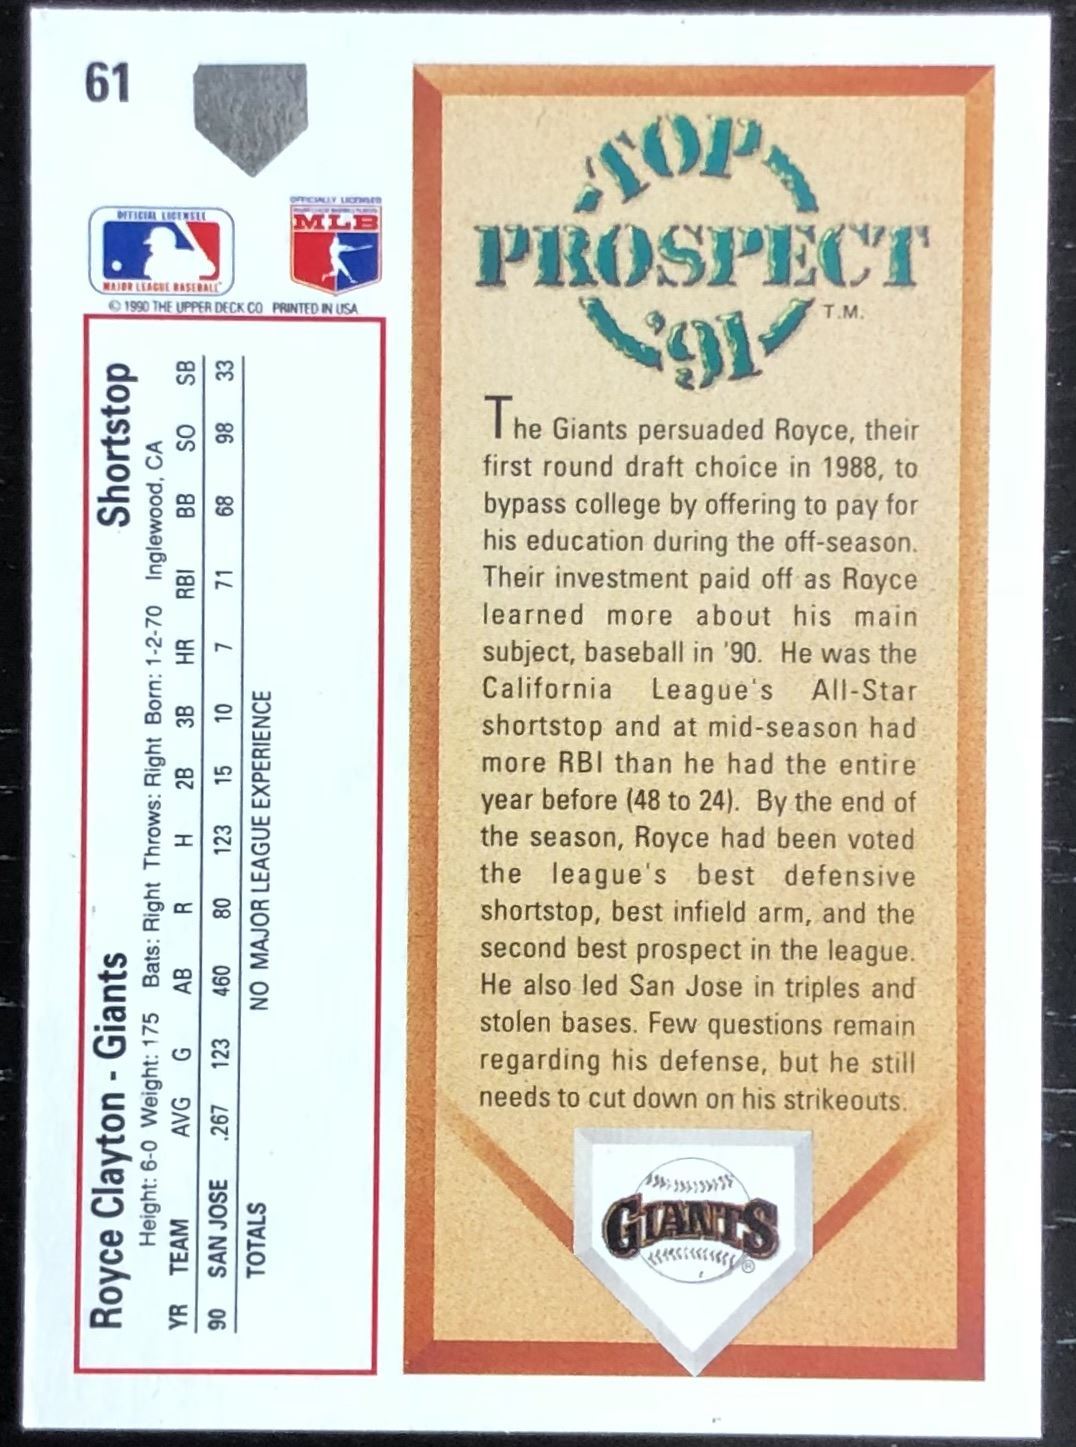 61
OFFICIAL LICENSEE
MAJOR LEAGUE BASEBALL
OFFICIALLY LICENSED
MLB
© 1990 THE UPPER DECK CO PRINTED IN USA
Royce Clayton - Giants Shortstop
Height: 6-0 Weight: 175 Bats: Right Throws: Right Born: 1-2-70 Inglewood, CA
YR TEAM AVG G AB R H 2B 3B HR RBI BB SO SB
90 SAN JOSE .267 123 460 80 123 15 10 7 71 68 98 33
TOTALS NO MAJOR LEAGUE EXPERIENCE
TOP
PROSPECT
'91 T.M.
The Giants persuaded Royce, their
first round draft choice in 1988, to
bypass college by offering to pay for
his education during the off-season.
Their investment paid off as Royce
learned more about his main
subject, baseball in '90. He was the
California League's All-Star
shortstop and at mid-season had
more RBI than he had the entire
year before (48 to 24). By the end of
the season, Royce had been voted
the league's best defensive
shortstop, best infield arm, and the
second best prospect in the league.
He also led San Jose in triples and
stolen bases. Few questions remain
regarding his defense, but he still
needs to cut down on his strikeouts.
GIANTS
®